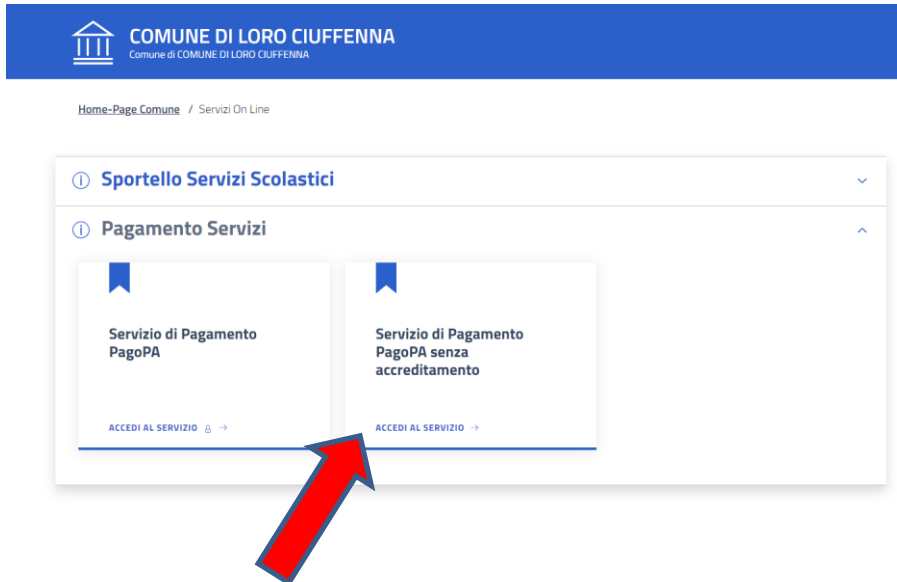 COMUNE DI LORO CIUFFENNA
Comune di COMUNE DI LORO CIUFFENNA
Home-Page Comune / Servizi On Line
Sportello Servizi Scolastici
Pagamento Servizi
Servizio di Pagamento
PagoPA
ACCEDI AL SERVIZIO
Servizio di Pagamento
PagoPA senza
accreditamento
ACCEDI AL SERVIZIO